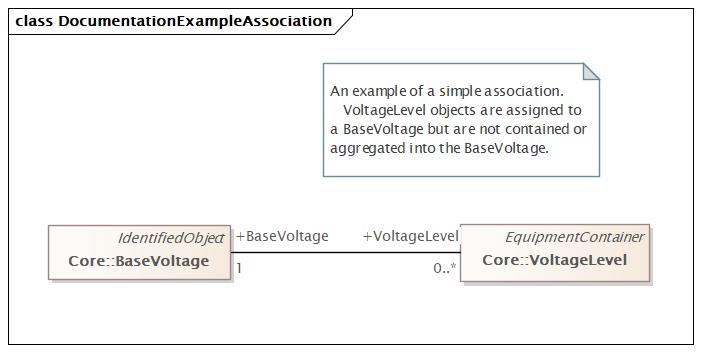 class DocumentationExampleAssociation
An example of a simple association.
VoltageLevel objects are assigned to
a BaseVoltage but are not contained or
aggregated into the BaseVoltage.
IdentifiedObject
Core::BaseVoltage
+BaseVoltage
1
+VoltageLevel
0..*
EquipmentContainer
Core::VoltageLevel